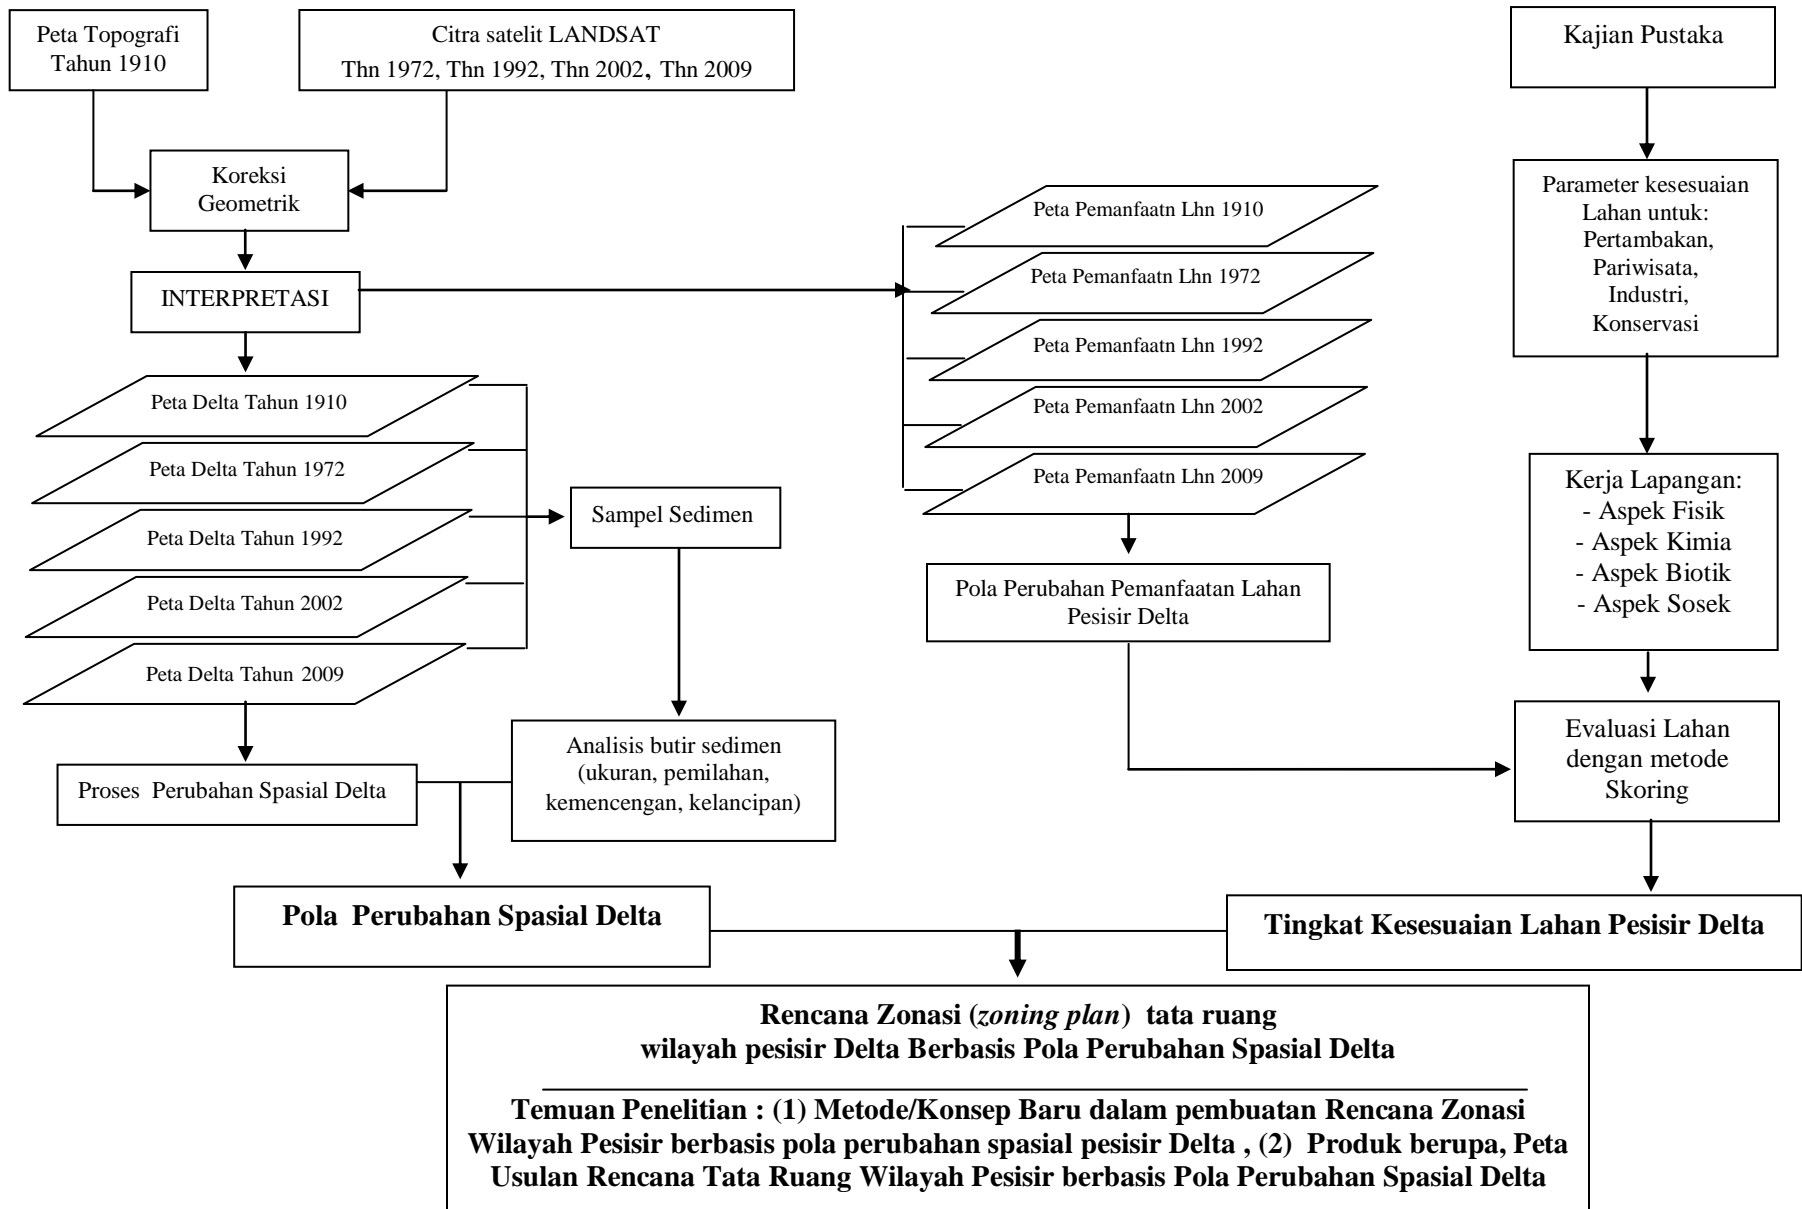 Peta Topografi
Tahun 1910
Citra satelit LANDSAT
Thn 1972, Thn 1992, Thn 2002, Thn 2009
Kajian Pustaka
Koreksi
Geometrik
INTERPRETASI
Peta Pemanfaatn Lhn 1910
Peta Pemanfaatn Lhn 1972
Peta Pemanfaatn Lhn 1992
Peta Pemanfaatn Lhn 2002
Peta Pemanfaatn Lhn 2009
Parameter kesesuaian
Lahan untuk:
Pertambakan,
Pariwisata,
Industri,
Konservasi
Peta Delta Tahun 1910
Peta Delta Tahun 1972
Peta Delta Tahun 1992
Peta Delta Tahun 2002
Peta Delta Tahun 2009
Sampel Sedimen
Kerja Lapangan:
- Aspek Fisik
- Aspek Kimia
- Aspek Biotik
- Aspek Sosek
Pola Perubahan Pemanfaatan Lahan
Pesisir Delta
Proses Perubahan Spasial Delta
Analisis butir sedimen
(ukuran, pemilahan,
kemencengan, kelancipan)
Evaluasi Lahan
dengan metode
Skoring
Pola Perubahan Spasial Delta
Tingkat Kesesuaian Lahan Pesisir Delta
Rencana Zonasi (zoning plan) tata ruang
wilayah pesisir Delta Berbasis Pola Perubahan Spasial Delta
Temuan Penelitian : (1) Metode/Konsep Baru dalam pembuatan Rencana Zonasi
Wilayah Pesisir berbasis pola perubahan spasial pesisir Delta , (2) Produk berupa, Peta
Usulan Rencana Tata Ruang Wilayah Pesisir berbasis Pola Perubahan Spasial Delta